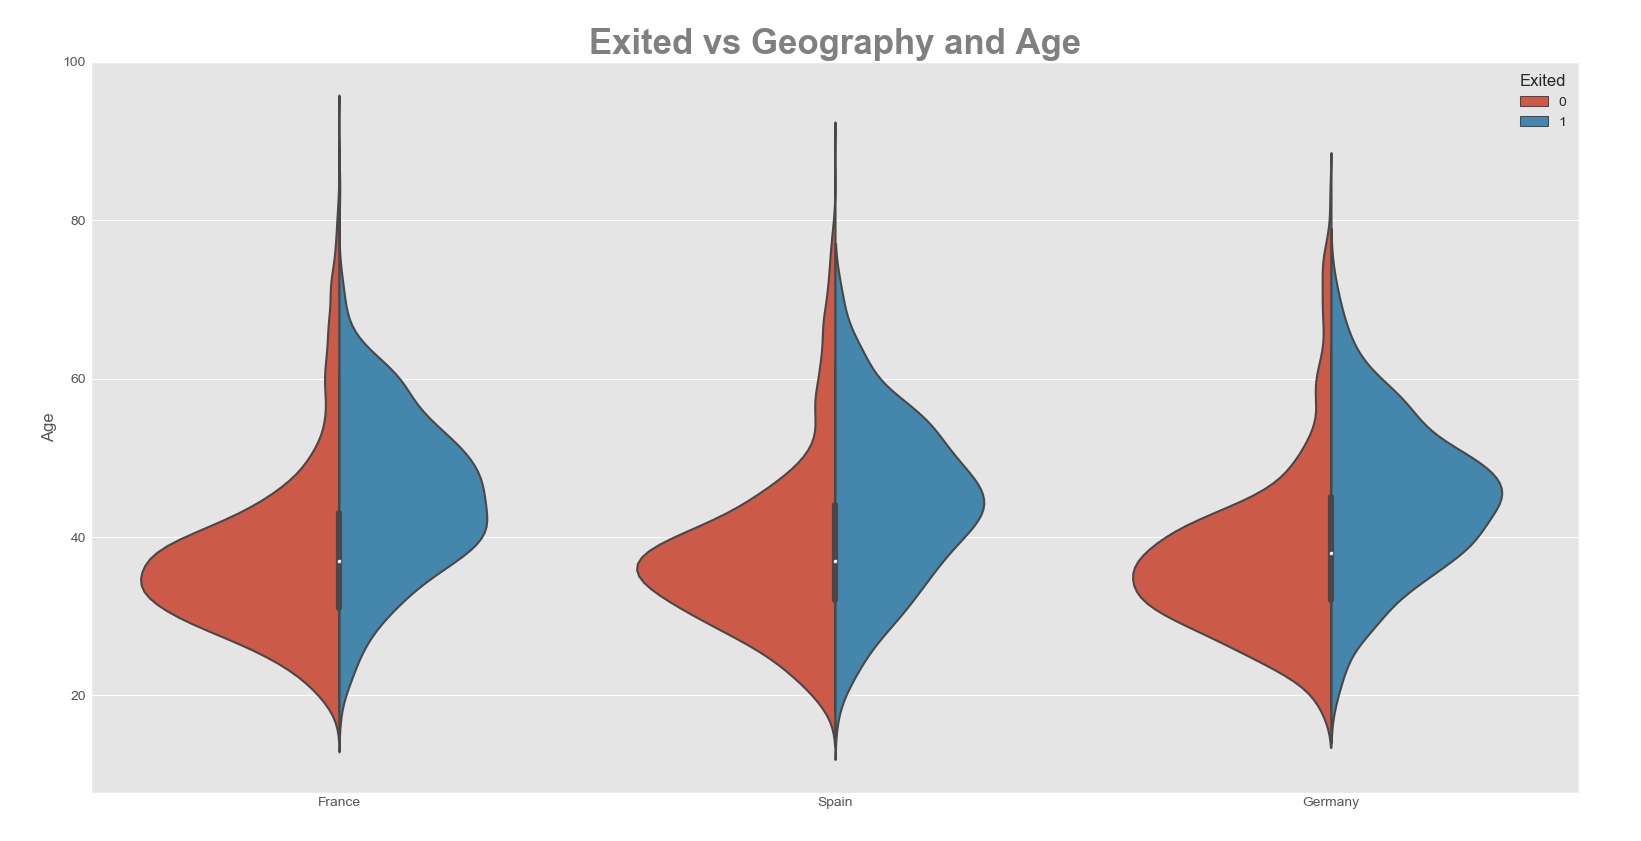 Exited vs Geography and Age
100
80
60
40
20
Age
Exited
0
1
France
Spain
Germany